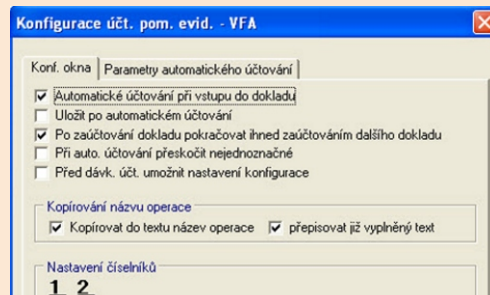 Konfigurace účt. pom. evid. - VFA
Konf. okna Parametry automatického účtování
Automatické účtování při vstupu do dokladu
Uložit po automatickém účtování
Po zaúčtování dokladu pokračovat ihned zaúčtováním dalšího dokladu
Při auto. účtování přeskočit nejednoznačné
Před dávk. účt. umožnit nastavení konfigurace
Kopírování názvu operace
Kopírovat do textu název operace přepisovat již vyplněný text
Nastavení číselníků
1 2